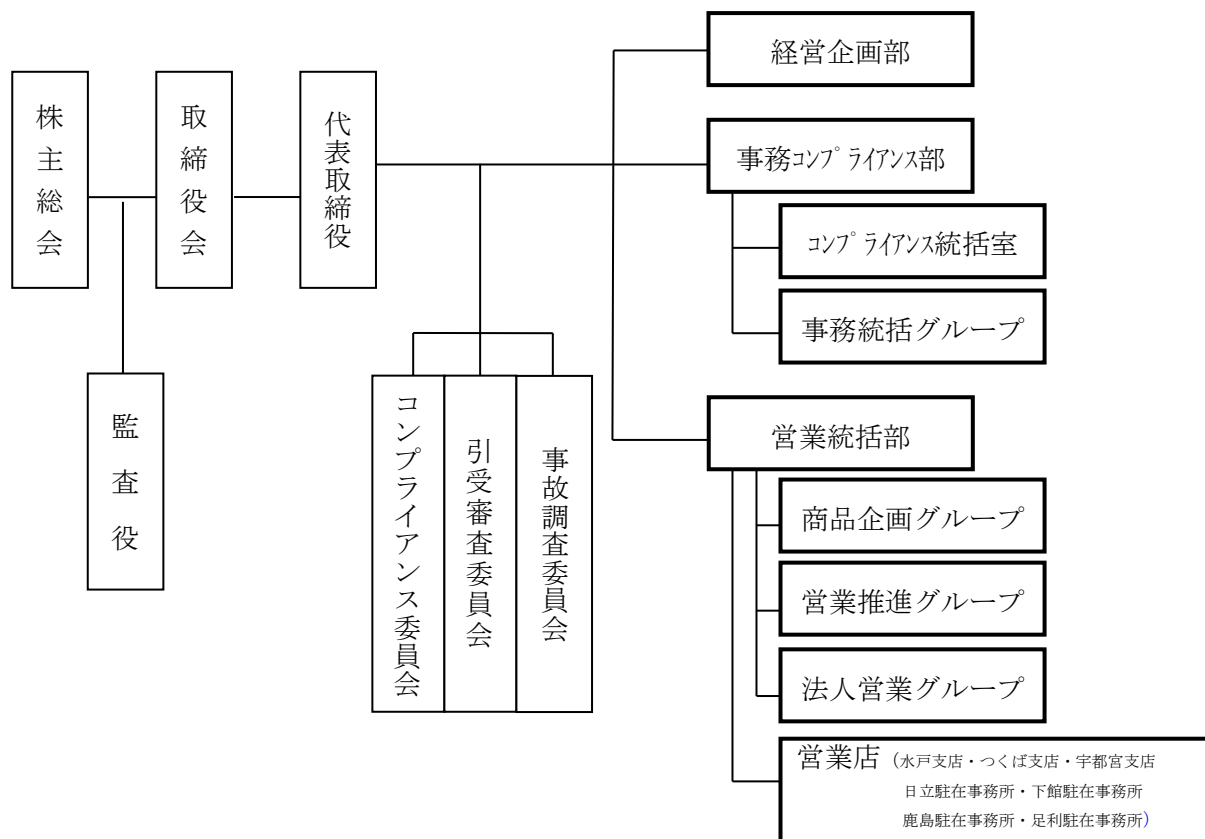 株主総会
取締役会
代表取締役
監査役
コンプライアンス委員会
引受審査委員会
事故調査委員会
経営企画部
事務ｺﾝﾌﾟﾗｲｱﾝｽ部
ｺﾝﾌﾟﾗｲｱﾝｽ統括室
事務統括グループ
営業統括部
商品企画グループ
営業推進グループ
法人営業グループ
営業店（水戸支店・つくば支店・宇都宮支店
日立駐在事務所・下館駐在事務所
鹿島駐在事務所・足利駐在事務所）